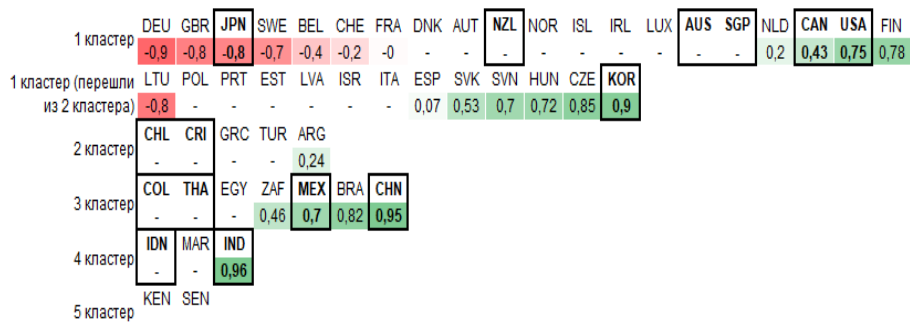 DEU GBR JPN SWE BEL CHE FRA DNK AUT NZL NOR ISL IRL LUX AUS SGP NLD CAN USA FIN
1 кластер -0,9 -0,8 -0,8 -0,7 -0,4 -0,2 -0 - - - - - - - - - 0,2 0,43 0,75 0,78
1 кластер (перешли LTU POL PRT EST LVA ISR ITA ESP SVK SVN HUN CZE KOR
из 2 кластера) -0,8 - - - - - - 0,07 0,53 0,7 0,72 0,85 0,9
CHL CRI GRC TUR ARG
2 кластер - - - - 0,24
COL THA EGY ZAF MEX BRA CHN
3 кластер - - - 0,46 0,7 0,82 0,95
IDN MAR IND
4 кластер - - 0,96
KEN SEN
5 кластер